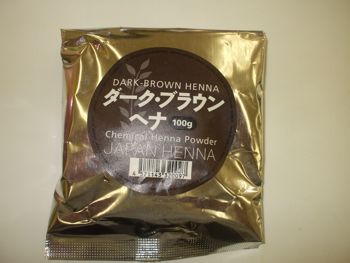 DARK-BROWN HENNA
ダーク・ブラウン
ヘナ 100g
Chemical Henna Powder
JAPAN HENNA